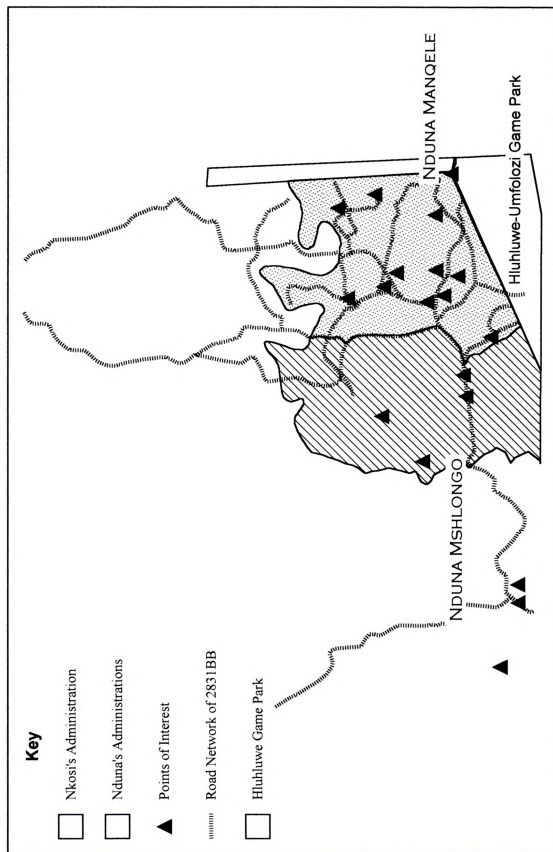 Key
Nkosi's Administration
Nduna's Administrations
Points of Interest
Road Network of 2831BB
Hluhluwe Game Park
NDUNA MSHLONGO
NDUNA MANQELE
Hluhluwe-Umfolozi Game Park